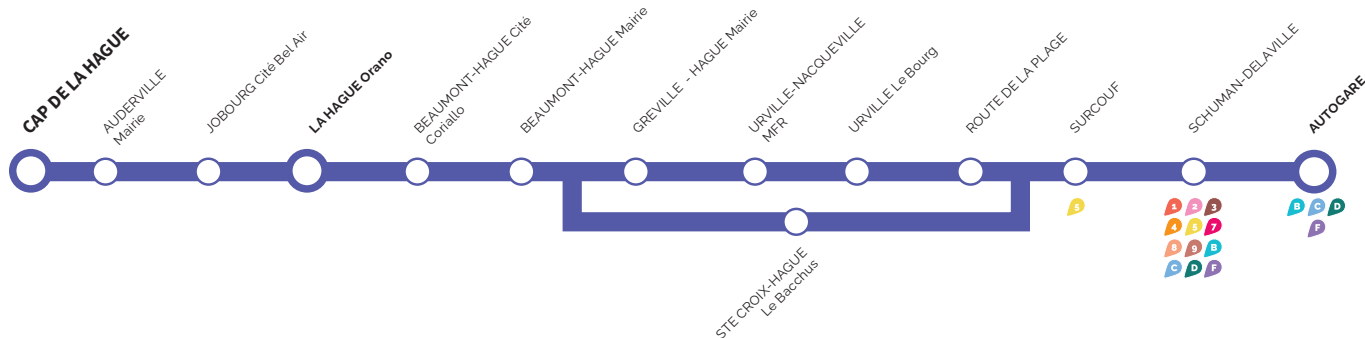 CAP DE LA HAGUE
AUDERVILLE
Mairie
JOBOURG Cité Bel Air
LA HAGUE Orano
BEAUMONT-HAGUE Cité
Coriallo
BEAUMONT-HAGUE Mairie
GREVILLE - HAGUE Mairie
URVILLE-NACQUEVILLE
MFR
URVILLE Le Bourg
ROUTE DE LA PLAGE
SURCOUF
SCHUMAN-DELAVILLE
AUTOGARE
5
1 2 3
4 5 7
8 9 B
C D F
B C D
F
STE CROIX-HAGUE
Le Bacchus